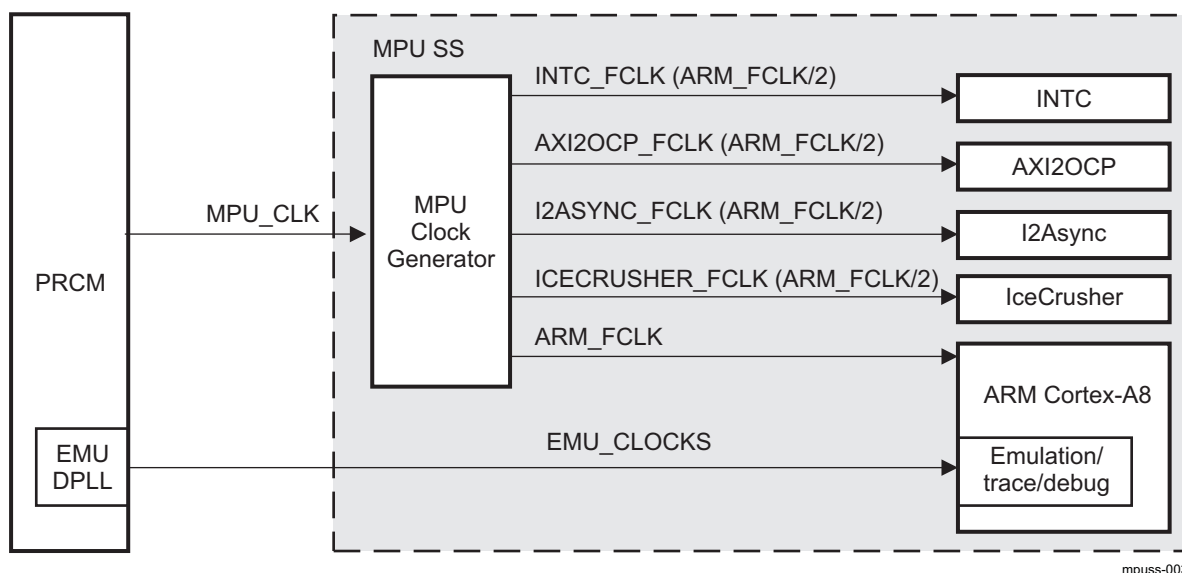 MPU SS
INTC_FCLK (ARM_FCLK/2)
INTC
AXI2OCP_FCLK (ARM_FCLK/2)
AXI2OCP
MPU_CLK
MPU
Clock
Generator
I2ASYNC_FCLK (ARM_FCLK/2)
I2Async
PRCM
ICECRUSHER_FCLK (ARM_FCLK/2)
IceCrusher
ARM_FCLK
ARM Cortex-A8
EMU
DPLL
EMU_CLOCKS
Emulation/
trace/debug